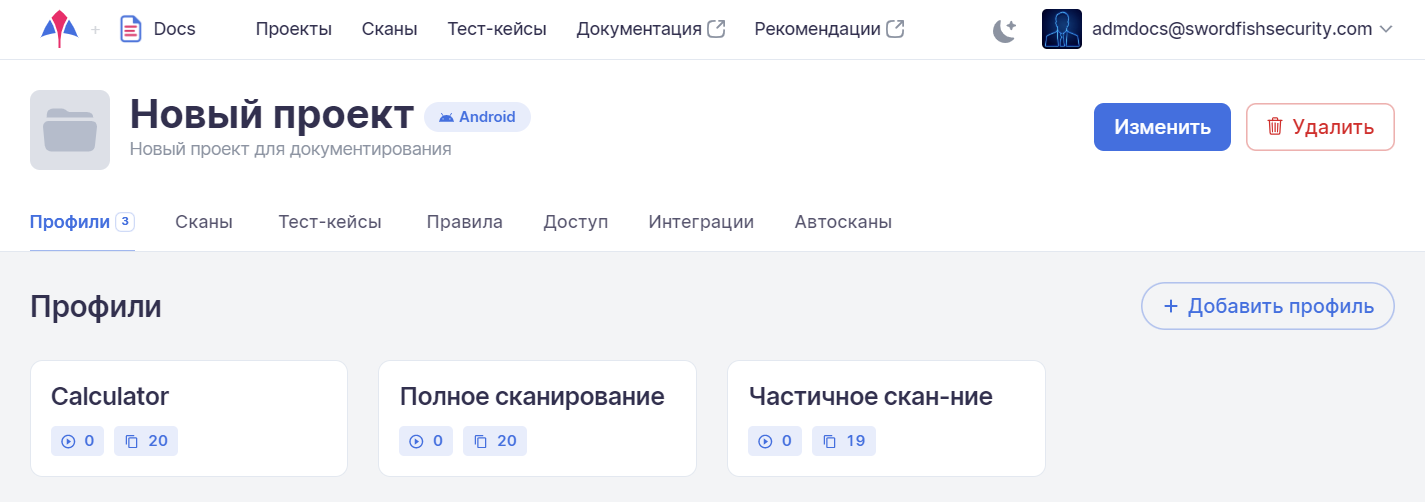 + Docs Проекты Сканы Тест-кейсы Документация Рекомендации admdocs@swordfishsecurity.com
Новый проект Android
Новый проект для документирования
Изменить Удалить
Профили 3 Сканы Тест-кейсы Правила Доступ Интеграции Автосканы
Профили + Добавить профиль
Calculator Полное сканирование Частичное скан-ние
0 20 0 20 0 19